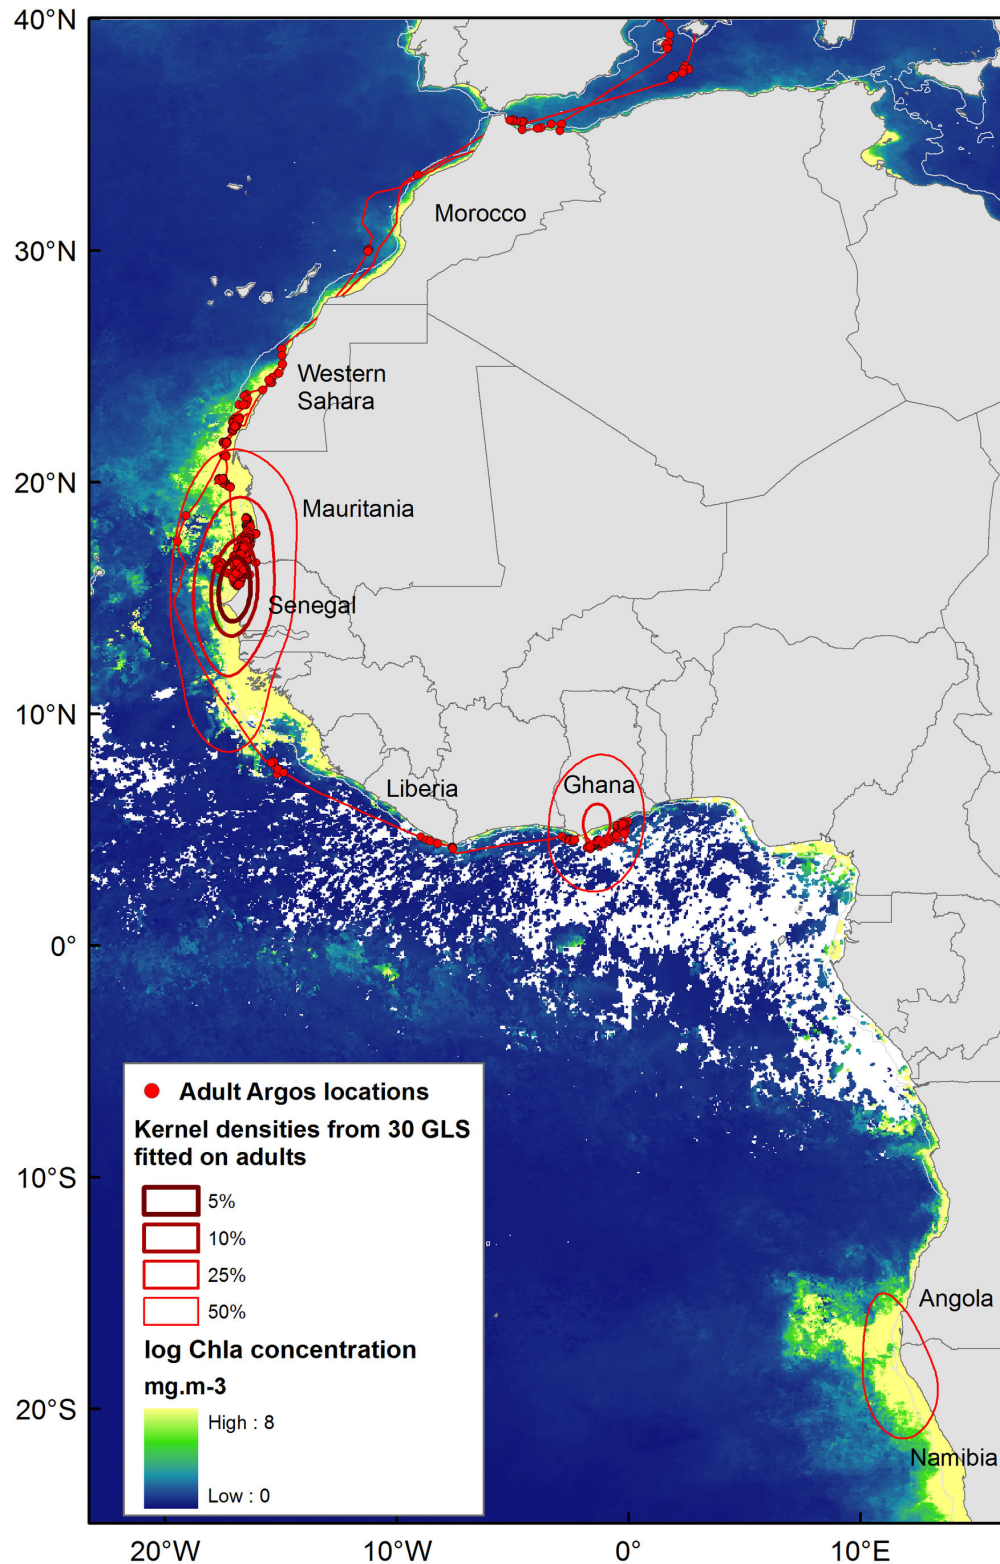 40°N
Morocco
30°N
Western
Sahara
20°N
Mauritania
Senegal
10°N
Liberia
Ghana
0°
Adult Argos locations
Kernel densities from 30 GLS
fitted on adults
5%
10%
25%
50%
log Chla concentration
mg.m-3
High : 8
Low : 0
10°S
Angola
20°S
Namibia
20°W
10°W
0°
10°E